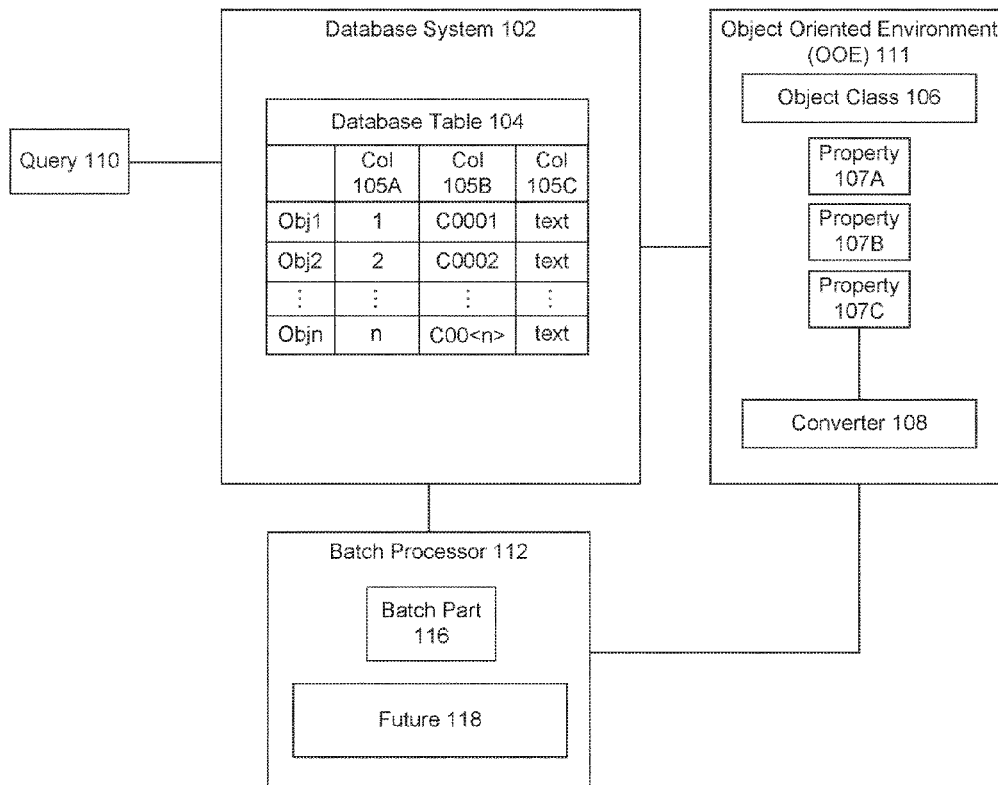 Query 110
Database System 102
Database Table 104
Col 105A
Col 105B
Col 105C
Obj1 1 C0001 text
Obj2 2 C0002 text
⋮ ⋮ ⋮ ⋮
Objn n C00<n> text
Object Oriented Environment
(OOE) 111
Object Class 106
Property
107A
Property
107B
Property
107C
Converter 108
Batch Processor 112
Batch Part
116
Future 118